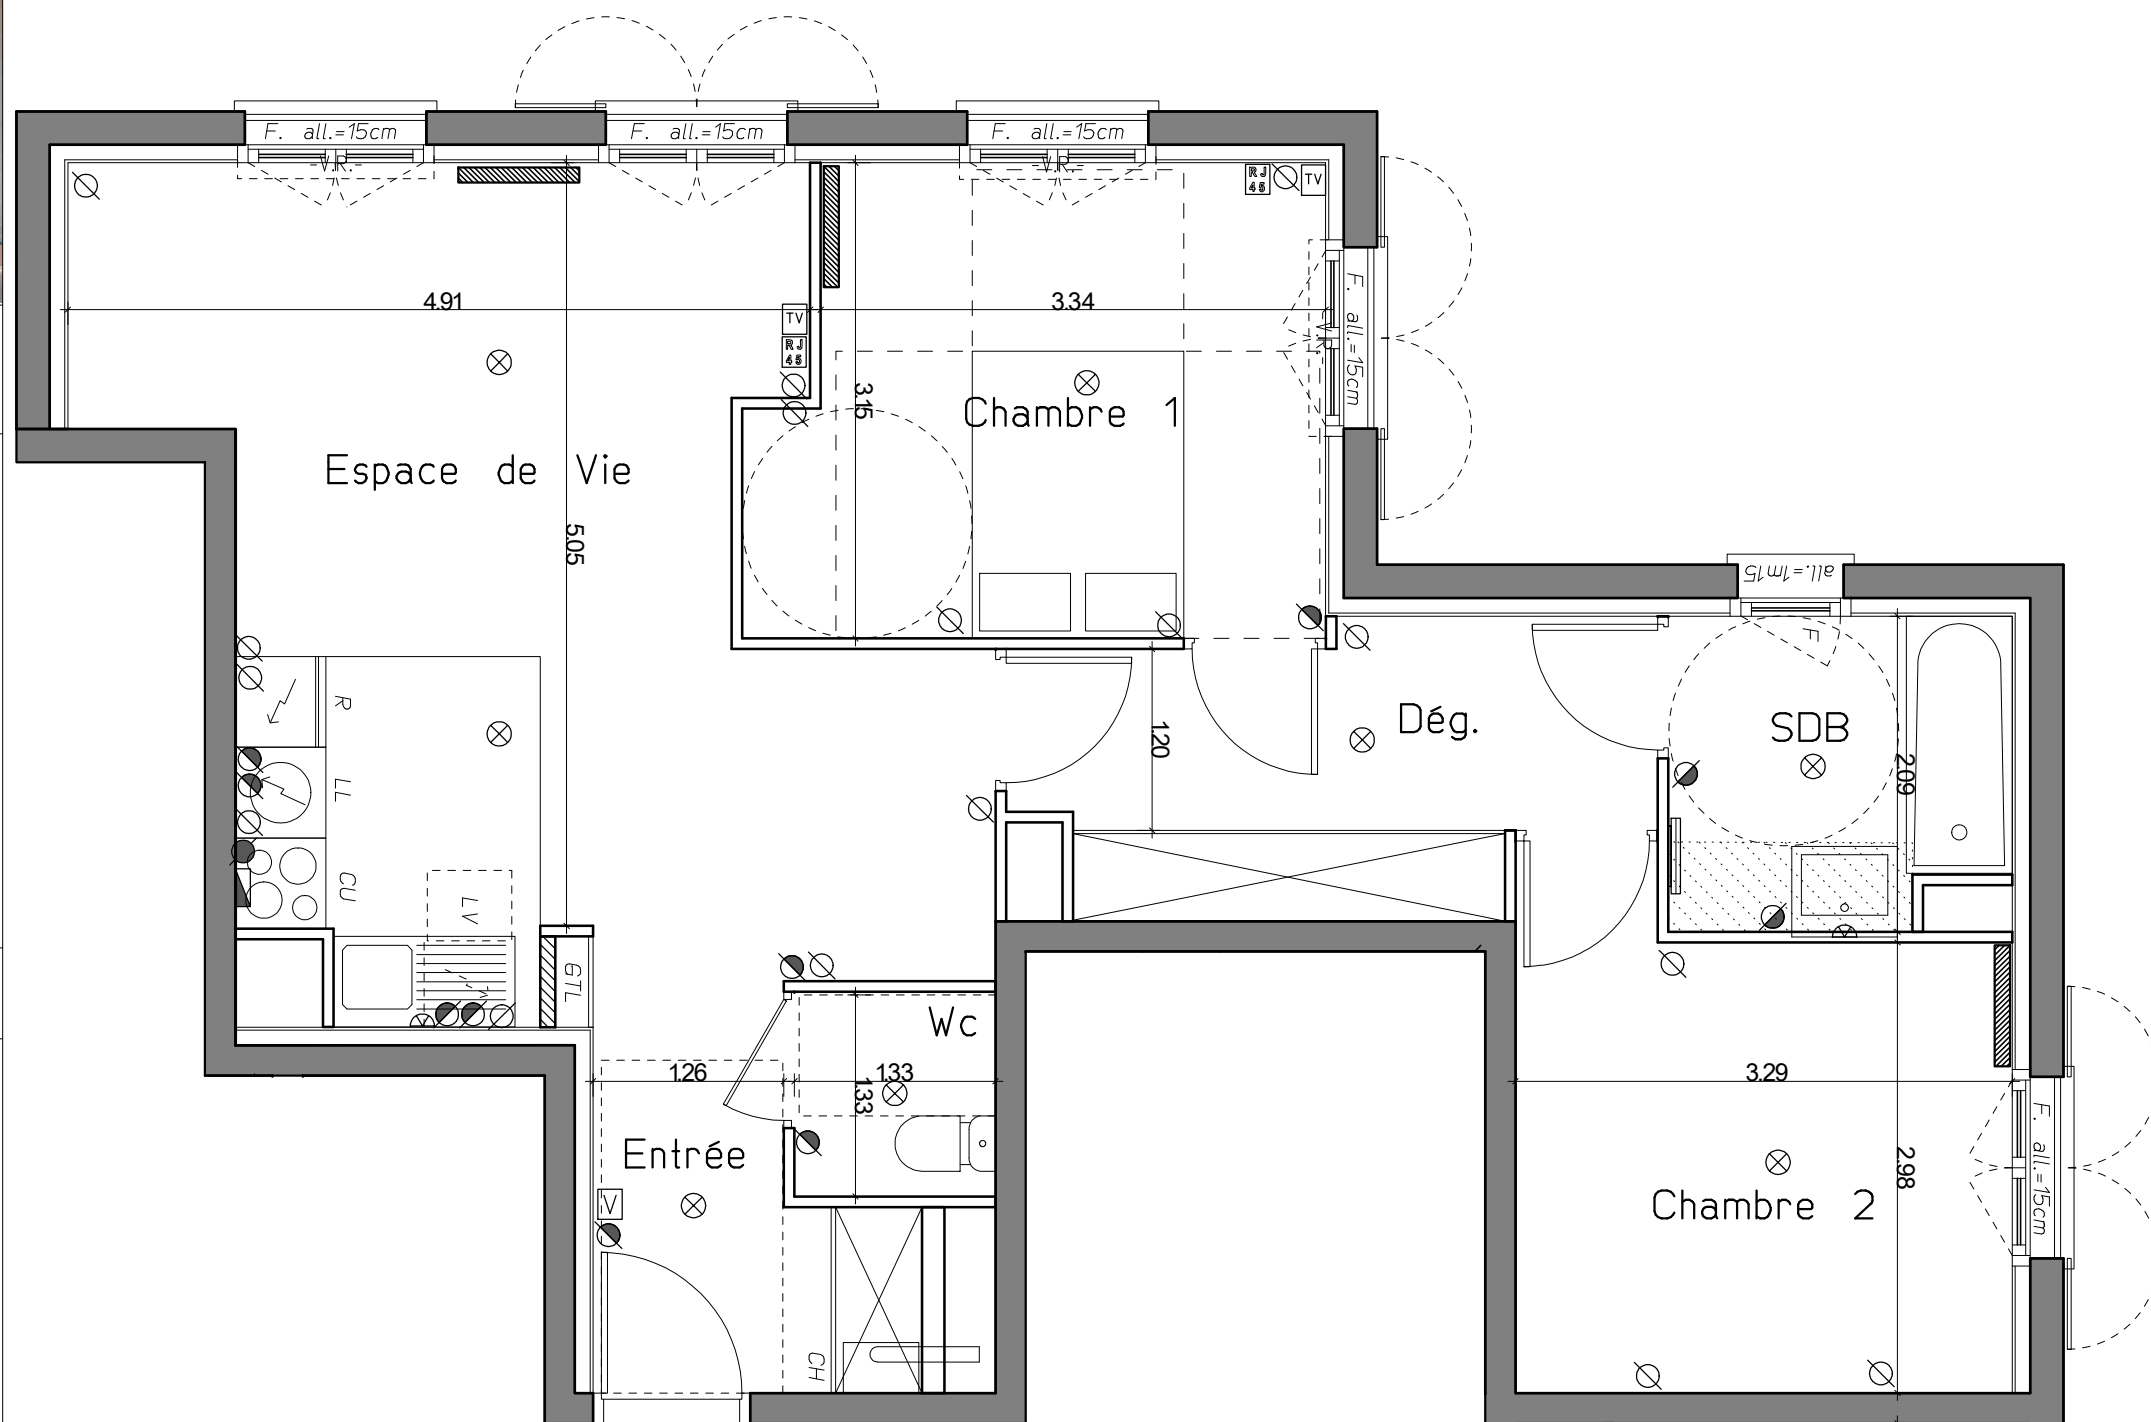 F. all.=15cm
F. all.=15cm
F. all.=15cm
V.R.
V.R.
RJ
45
TV
4.91
3.34
TV
RJ
45
F. all.=15cm
V.R.
3.15
Chambre 1
Espace de Vie
5.05
all.=1m15
F
R
Dég.
SDB
1.20
2.09
LL
CU
LV
GTL
Wc
1.26
1.33
1.33
3.29
F. all.=15cm
Entrée
2.98
V
Chambre 2
CH